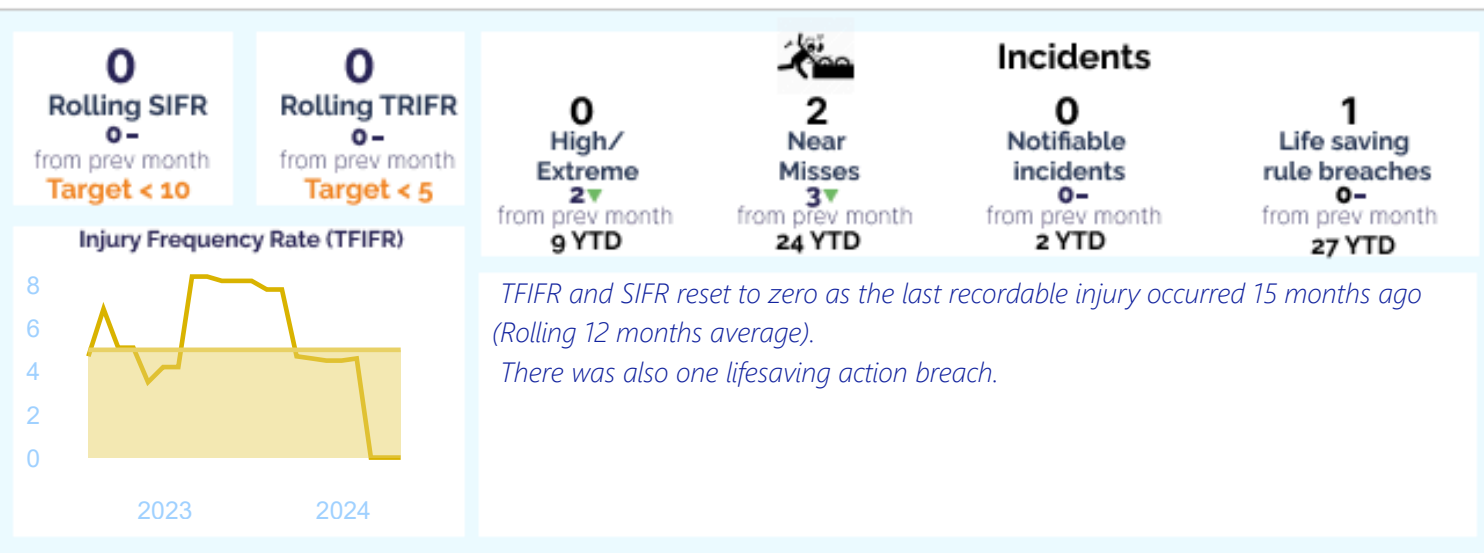 0
Rolling SIFR
0 –
from prev month
Target < 10
0
Rolling TRIFR
0 –
from prev month
Target < 5
Incidents
0
High/
Extreme
2▼
from prev month
9 YTD
2
Near
Misses
3▼
from prev month
24 YTD
0
Notifiable
incidents
0–
from prev month
2 YTD
1
Life saving
rule breaches
0–
from prev month
27 YTD
Injury Frequency Rate (TFIFR)
8
6
4
2
0
2023
2024
TFIFR and SIFR reset to zero as the last recordable injury occurred 15 months ago
(Rolling 12 months average).
There was also one lifesaving action breach.